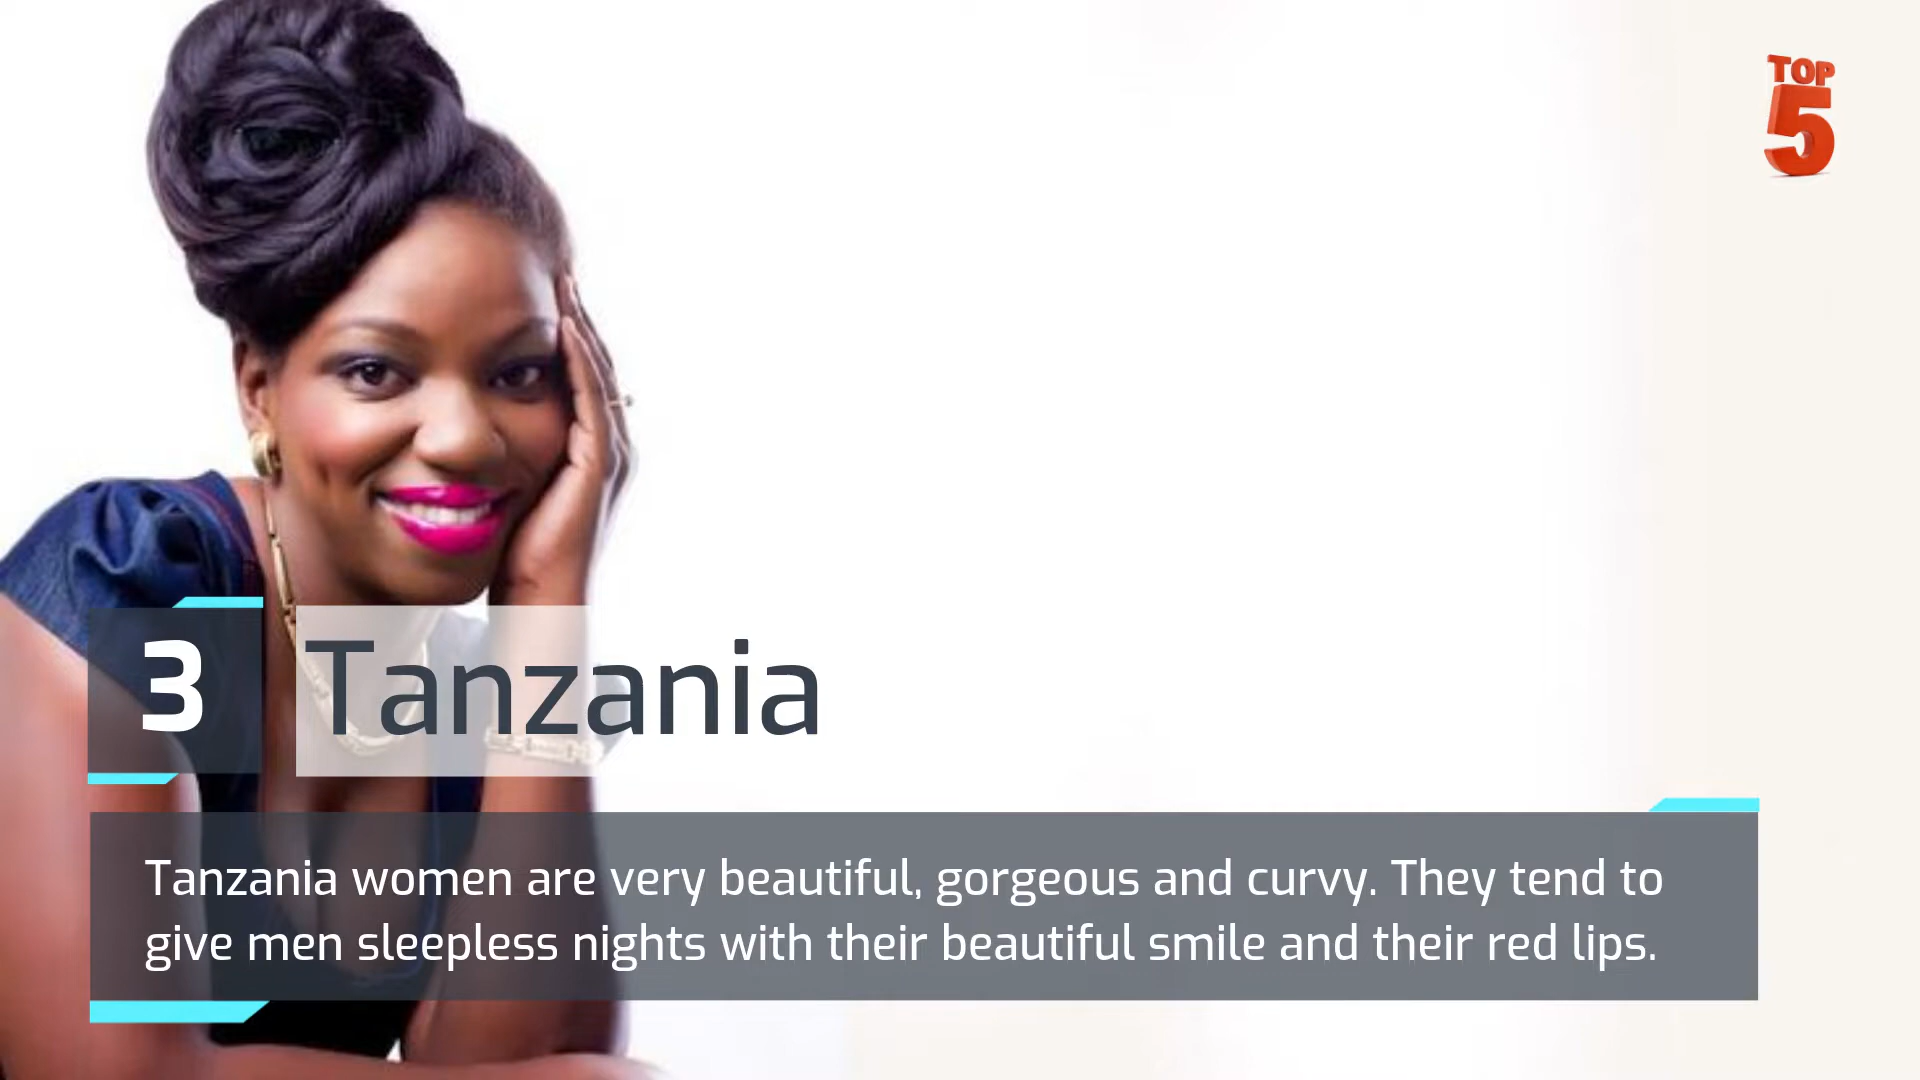 TOP
5
3 Tanzania
Tanzania women are very beautiful, gorgeous and curvy. They tend to
give men sleepless nights with their beautiful smile and their red lips.